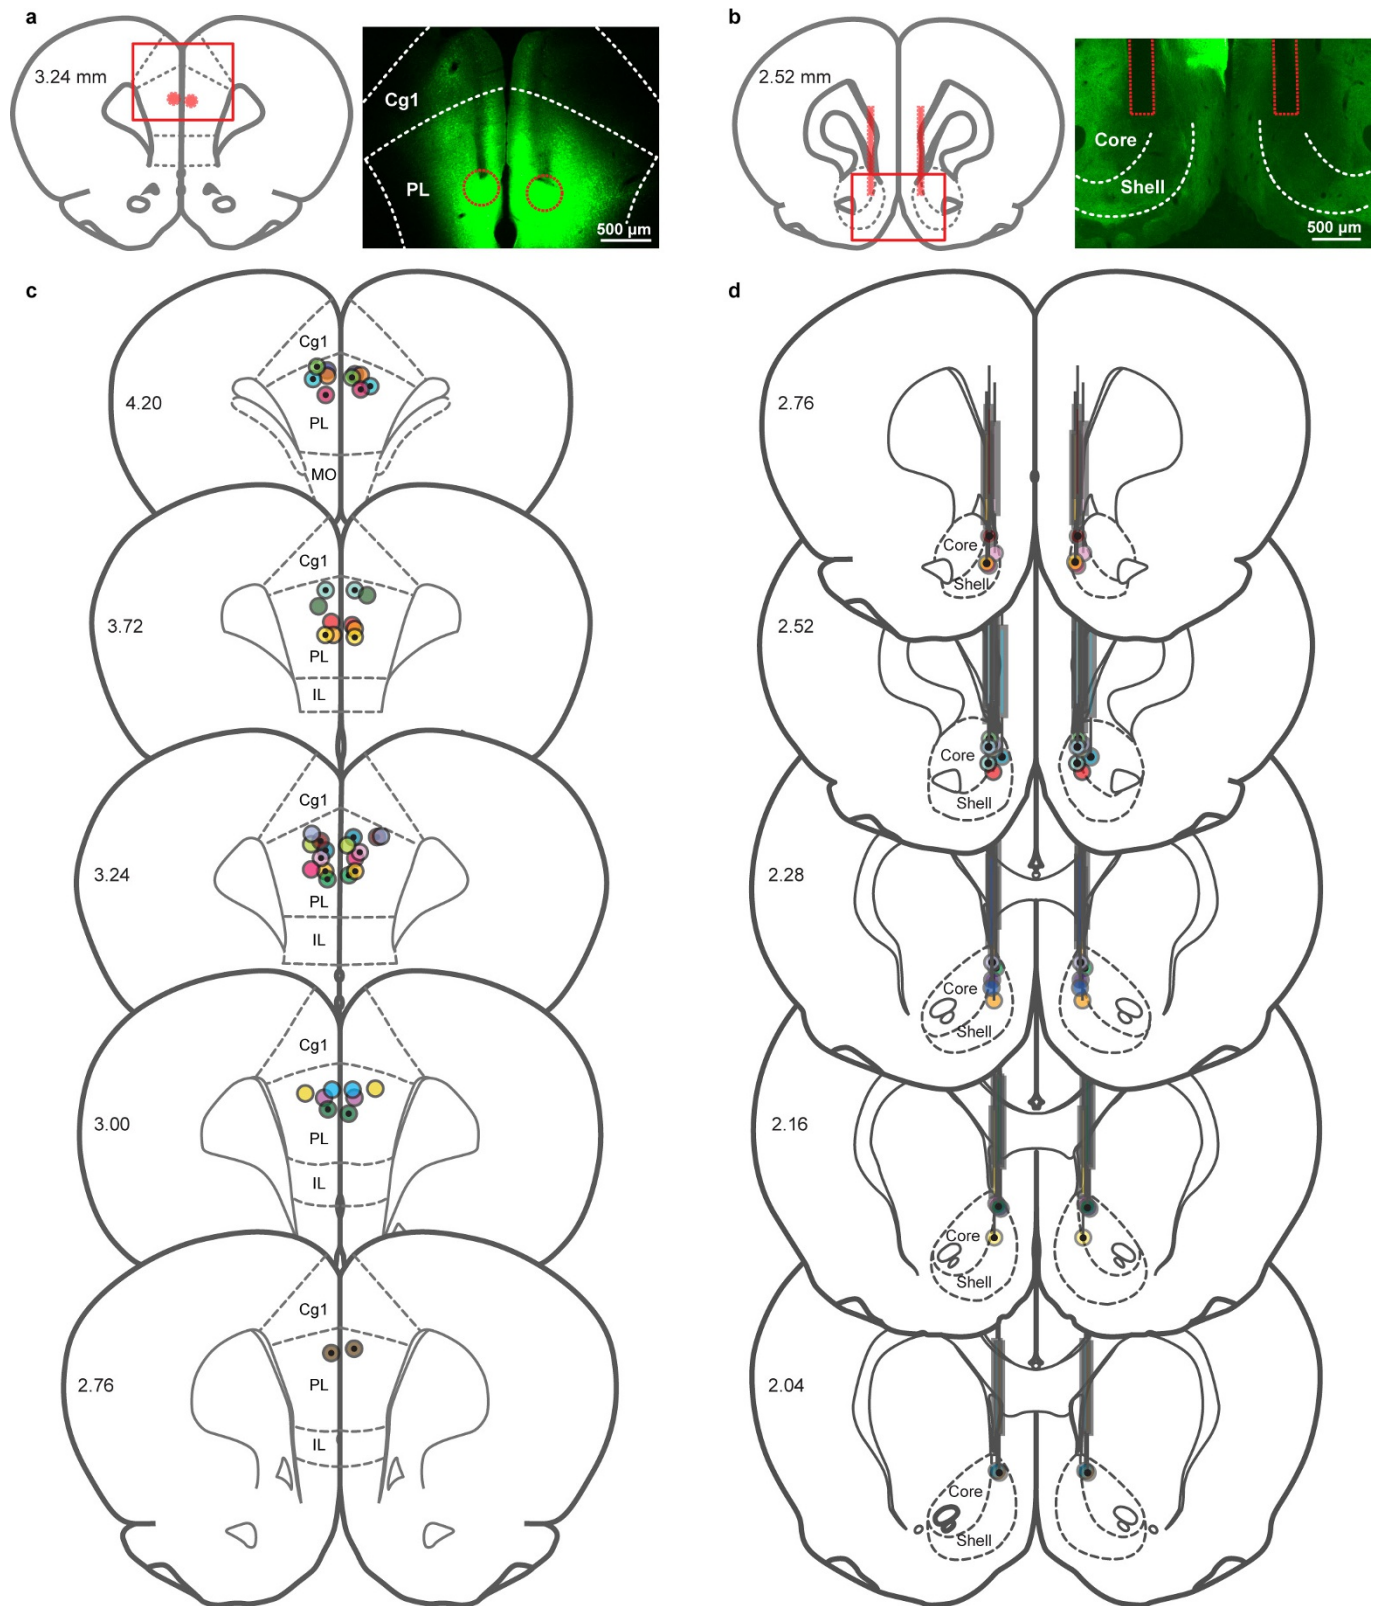 a
3.24 mm
Cg1
PL
500 µm
b
2.52 mm
Core
Shell
500 µm
c
Cg1
4.20
PL
MO
Cg1
3.72
PL
IL
Cg1
3.24
PL
IL
Cg1
3.00
PL
IL
Cg1
2.76
PL
IL
d
2.76
Core
Shell
2.52
Core
Shell
2.28
Core
Shell
2.16
Core
Shell
2.04
Core
Shell